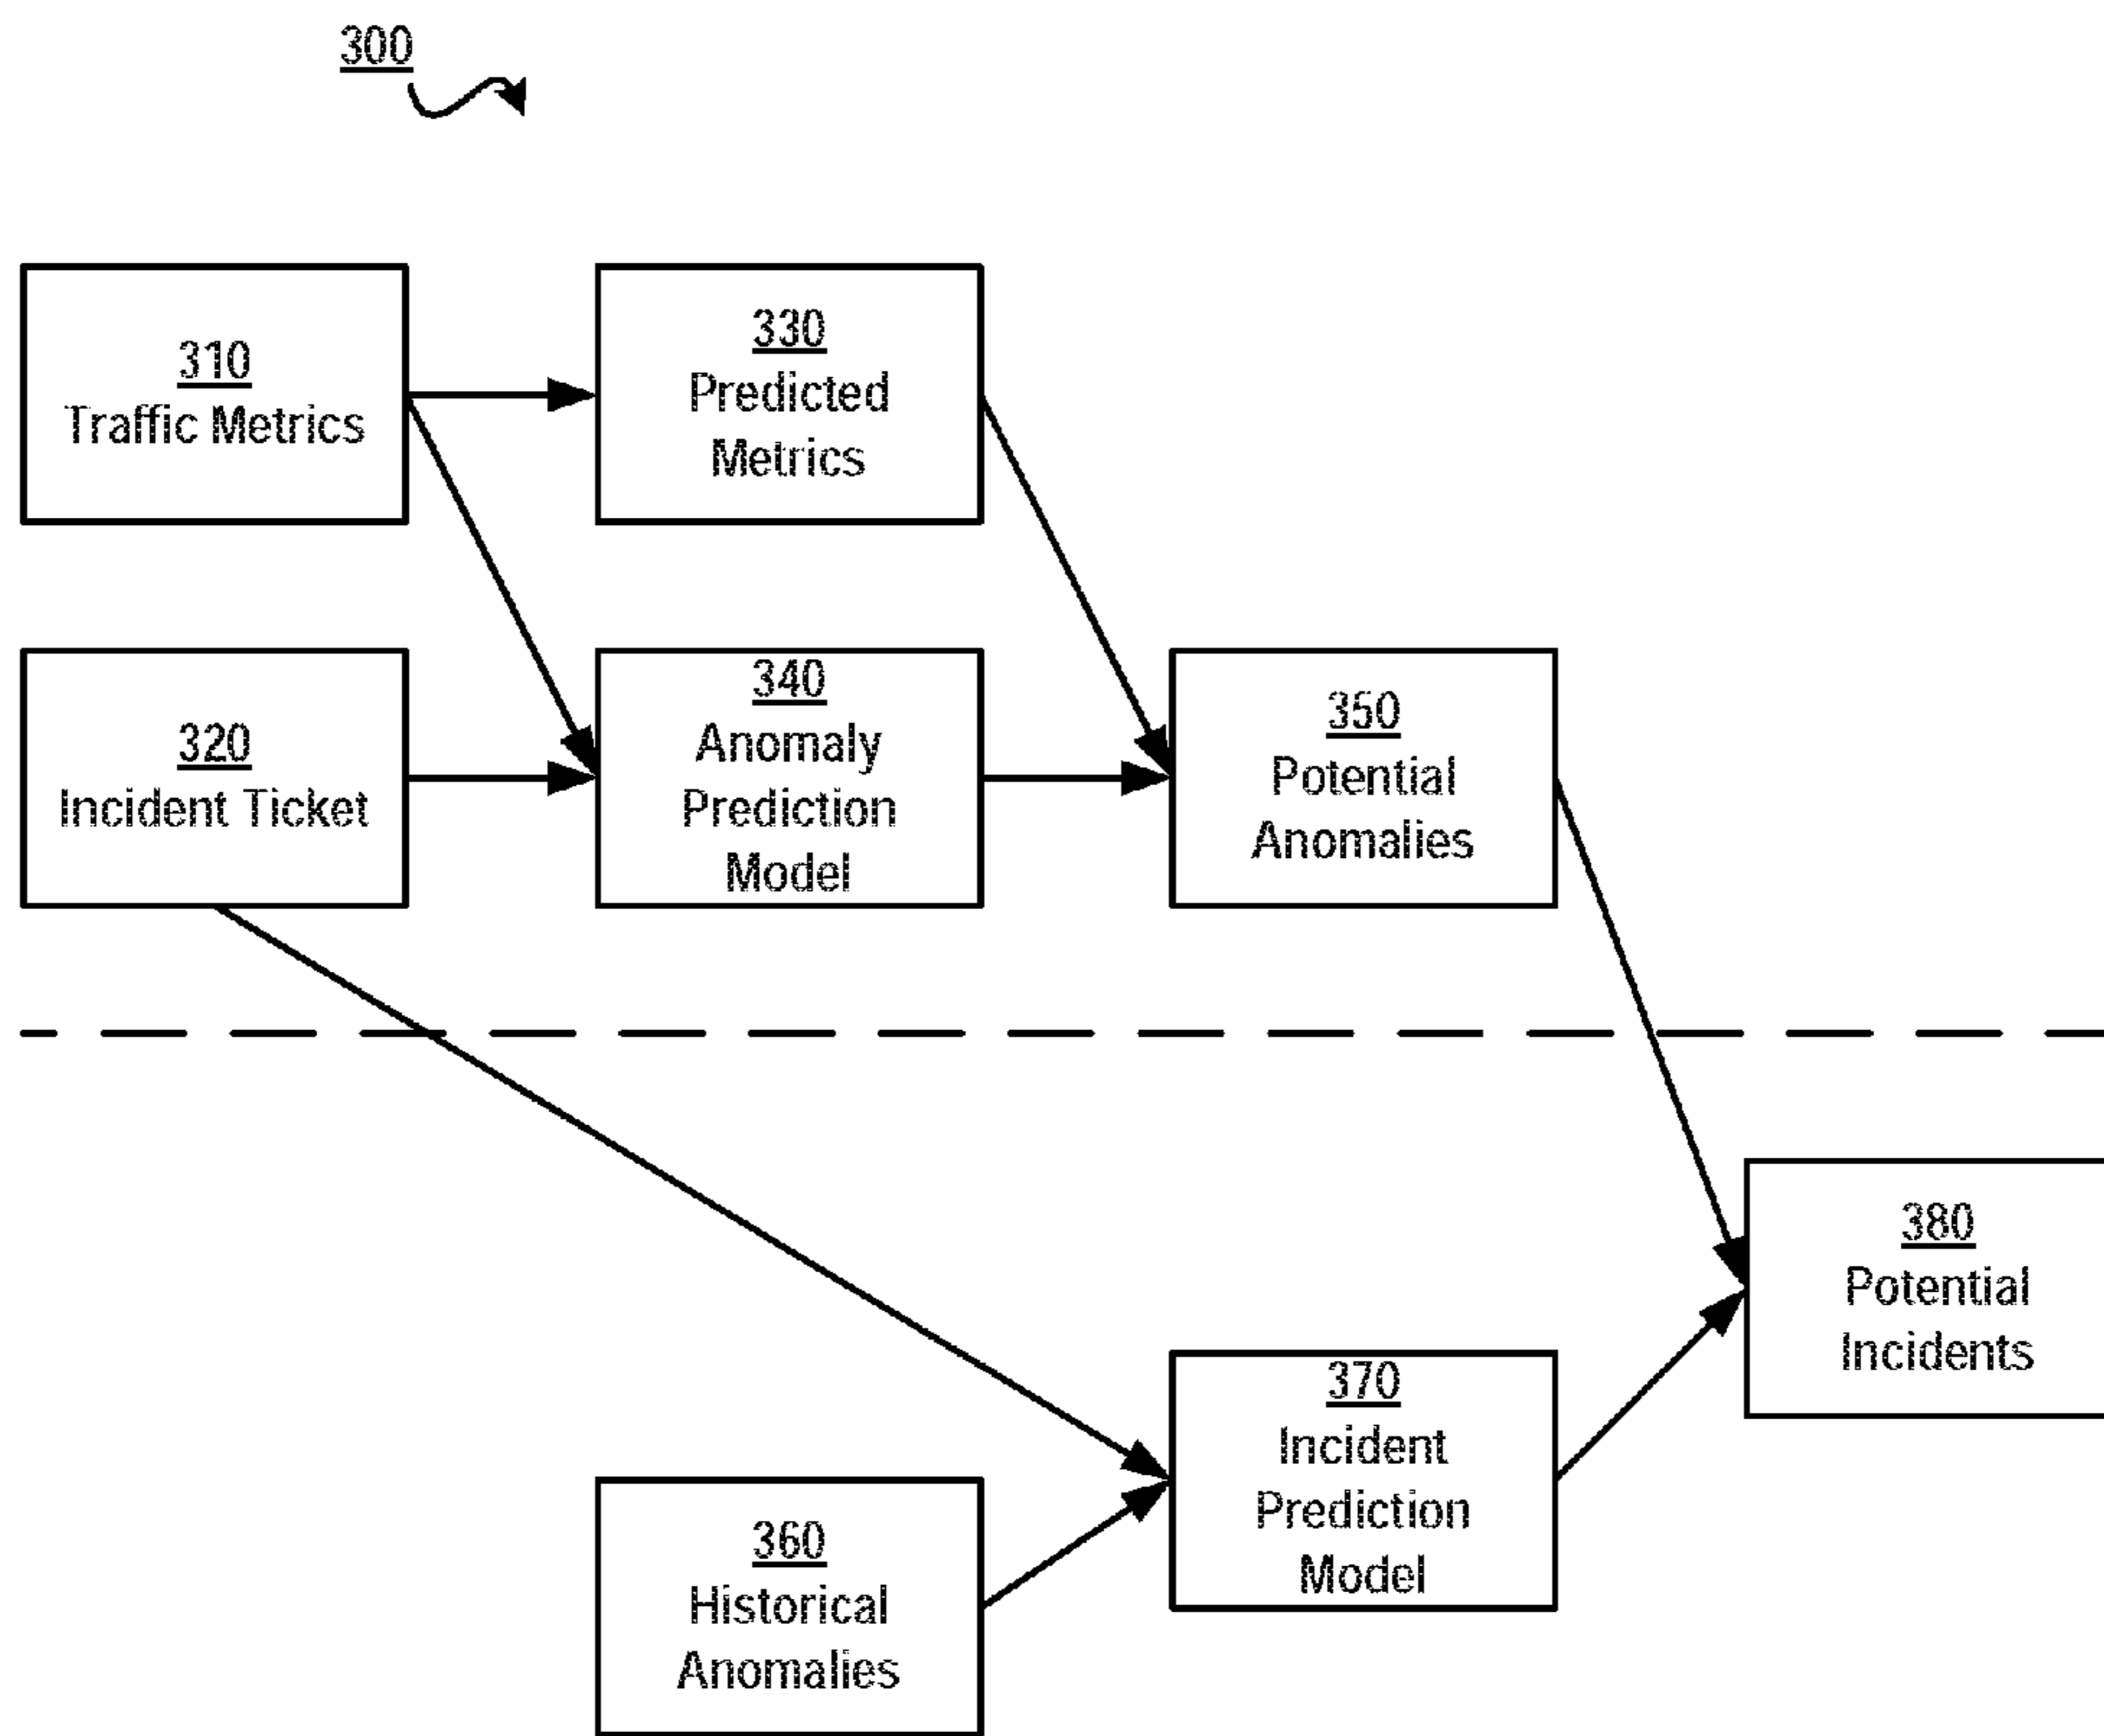 300
310
Traffic Metrics
330
Predicted
Metrics
320
Incident Ticket
340
Anomaly
Prediction
Model
350
Potential
Anomalies
360
Historical
Anomalies
370
Incident
Prediction
Model
380
Potential
Incidents